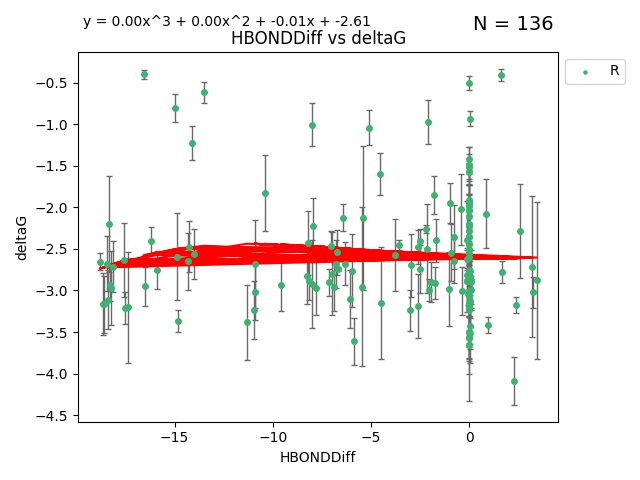 y = 0.00x^3 + 0.00x^2 + -0.01x + -2.61
N = 136
HBONDDiff vs deltaG
R
−0.5
−1.0
−1.5
−2.0
−2.5
−3.0
−3.5
−4.0
−4.5
deltaG
−15
−10
−5
0
HBONDDiff